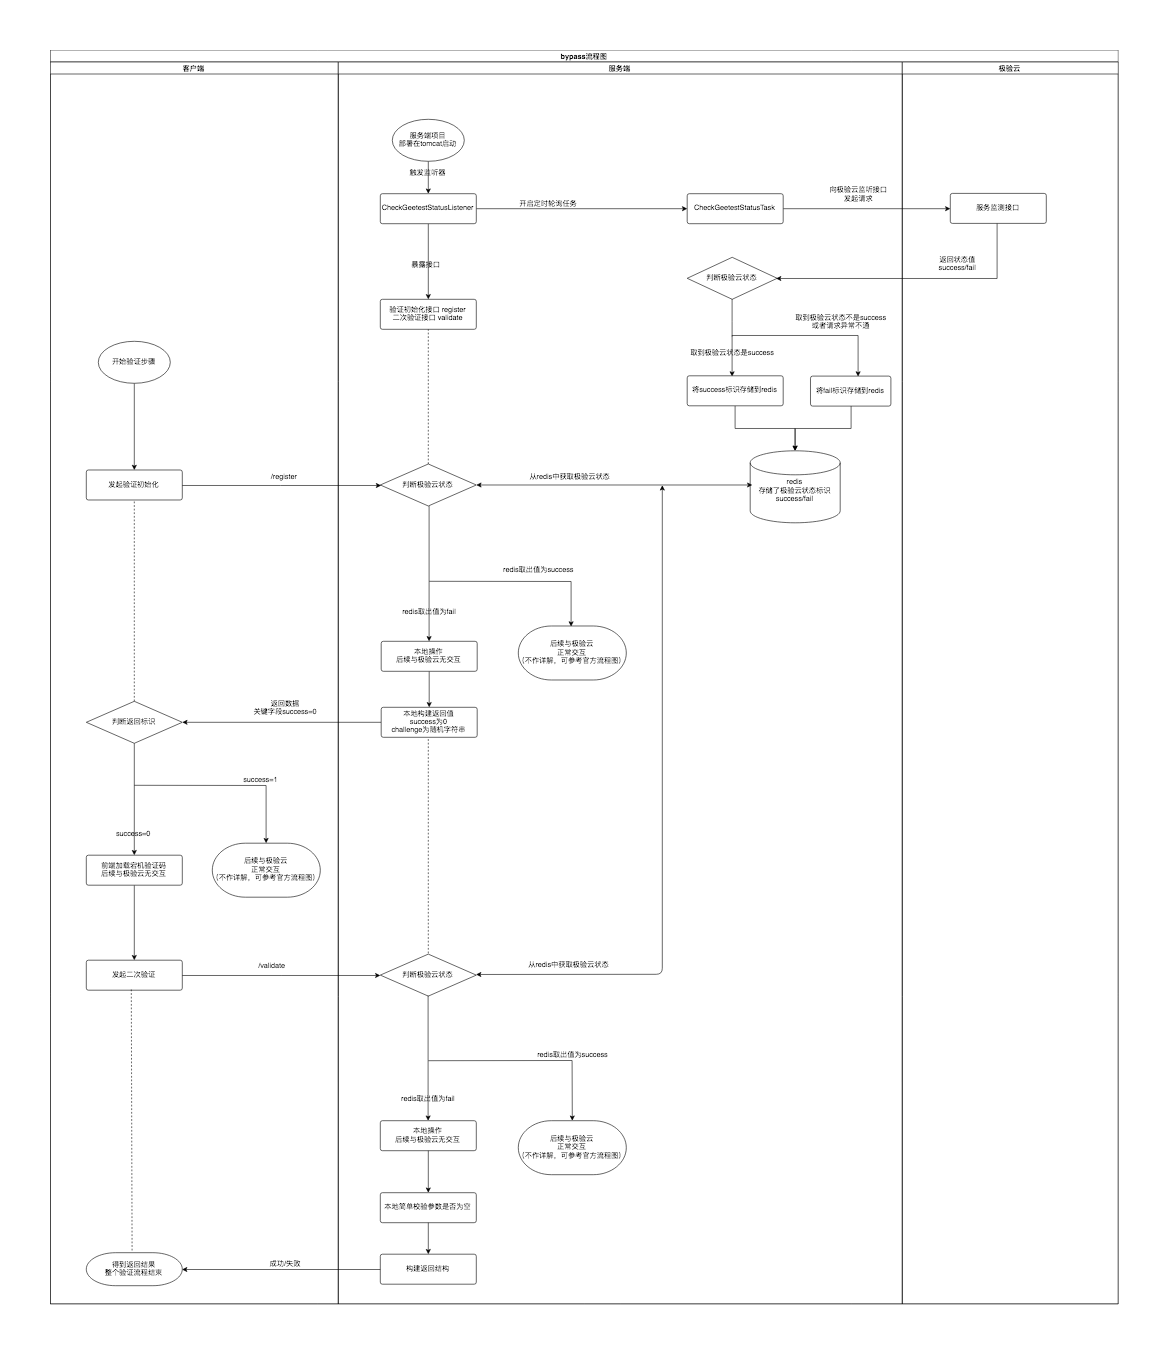 bypass流程图
客户端
服务端
极验云
服务端项目
部署在tomcat启动
触发监听器
CheckGeetestStatusListener
开启定时轮询任务
CheckGeetestStatusTask
向极验云监听接口
发起请求
服务监测接口
返回状态值
success/fail
判断极验云状态
暴露接口
验证初始化接口 register
二次验证接口 validate
取到极验云状态不是success
或者请求异常不通
取到极验云状态是success
将success标识存储到redis
将fail标识存储到redis
开始验证步骤
发起验证初始化
/register
判断极验云状态
从redis中获取极验云状态
redis
存储了极验云状态标识
success/fail
redis取出值为success
redis取出值为fail
本地操作
后续与极验云无交互
后续与极验云
正常交互
(不作详解，可参考官方流程图)
返回数据
关键字段success=0
本地构建返回值
success为0
challenge为随机字符串
判断返回标识
success=1
success=0
前端加载宕机验证码
后续与极验云无交互
后续与极验云
正常交互
(不作详解，可参考官方流程图)
发起二次验证
/validate
判断极验云状态
从redis中获取极验云状态
redis取出值为success
redis取出值为fail
本地操作
后续与极验云无交互
后续与极验云
正常交互
(不作详解，可参考官方流程图)
本地简单校验参数是否为空
构建返回结构
成功/失败
得到返回结果
整个验证流程结束